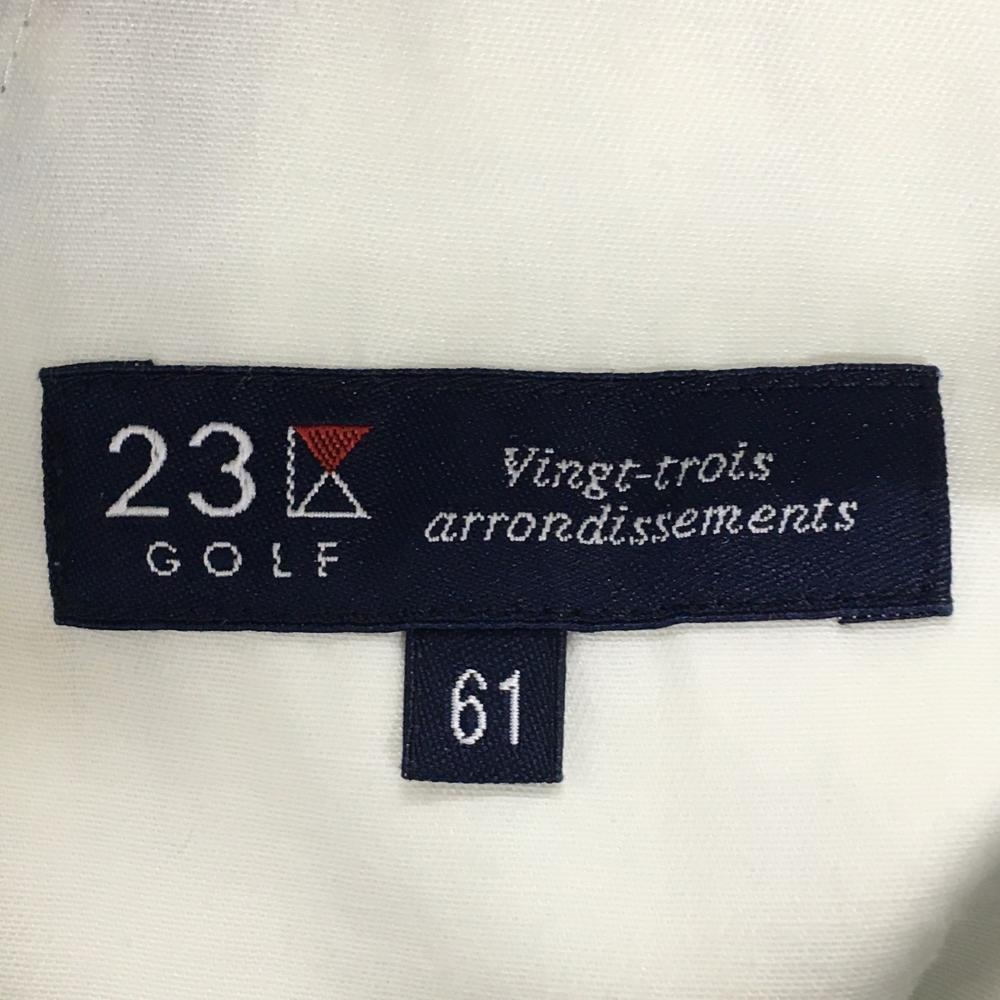 23
GOLF
Vingt-trois
arrondissements
61